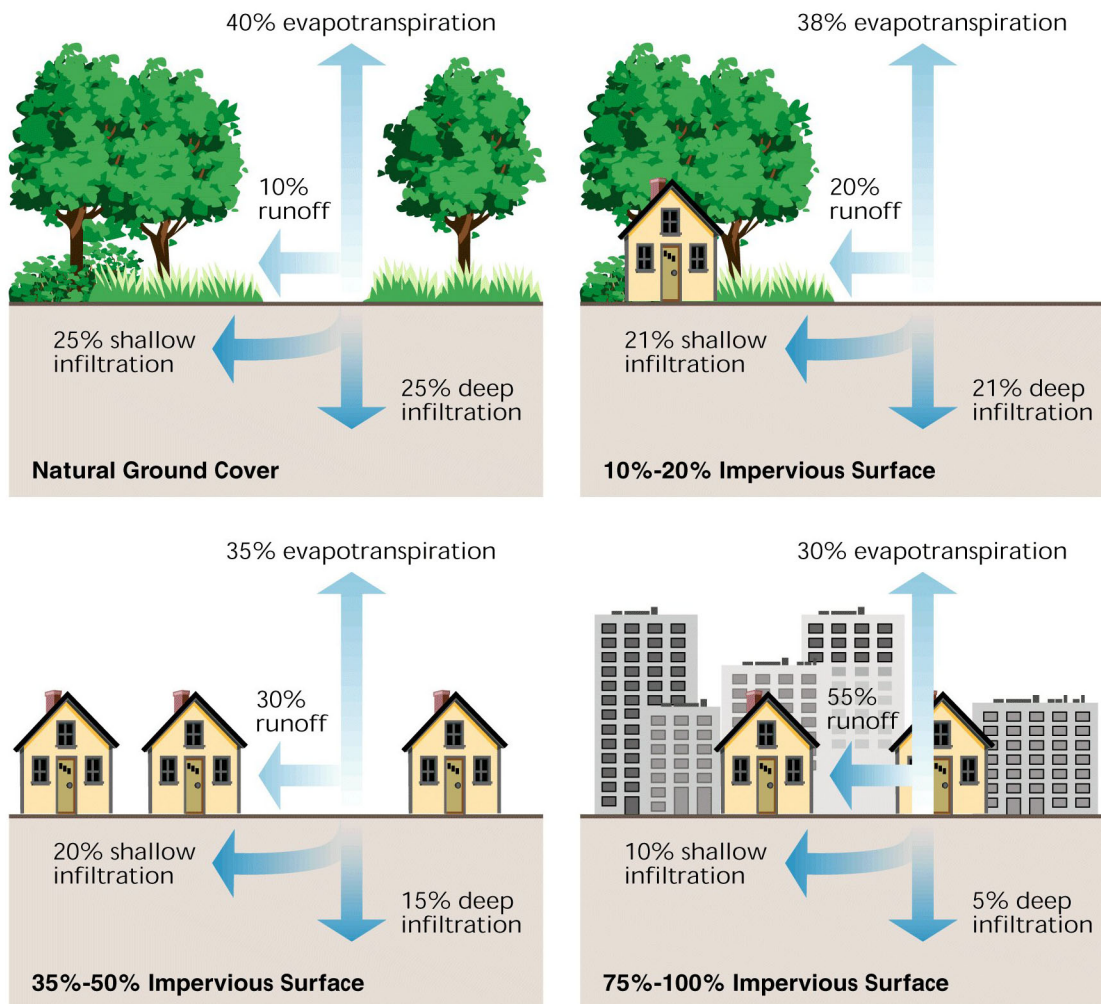 40% evapotranspiration
10%
runoff
25% shallow
infiltration
25% deep
infiltration
Natural Ground Cover
38% evapotranspiration
20%
runoff
21% shallow
infiltration
21% deep
infiltration
10%-20% Impervious Surface
35% evapotranspiration
30%
runoff
20% shallow
infiltration
15% deep
infiltration
35%-50% Impervious Surface
30% evapotranspiration
55%
runoff
10% shallow
infiltration
5% deep
infiltration
75%-100% Impervious Surface